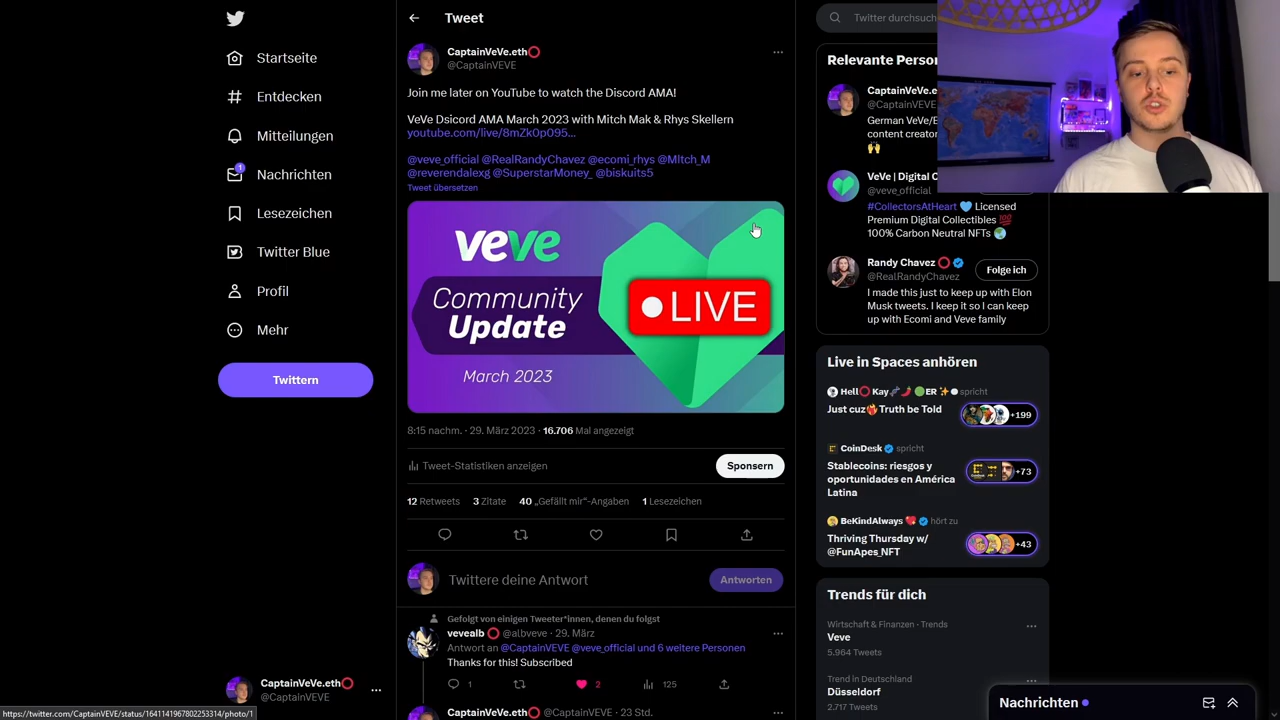 Startseite
Entdecken
Mitteilungen
1
Nachrichten
Lesezeichen
Twitter Blue
Profil
Mehr
Twittern
CaptainVeVe.eth⭕
@CaptainVEVE
Tweet
CaptainVeVe.eth⭕
@CaptainVEVE
Join me later on YouTube to watch the Discord AMA!
VeVe Dsicord AMA March 2023 with Mitch Mak & Rhys Skellern
youtube.com/live/8mZk0p095...
@veve_official @RealRandyChavez @ecomi_rhys @MItch_M
@reverendalexg @SuperstarMoney_ @biskuits5
Tweet übersetzen
veve
Community
Update
March 2023
LIVE
8:15 nachm. · 29. März 2023 · 16.706 Mal angezeigt
Tweet-Statistiken anzeigen
Sponsern
12 Retweets 3 Zitate 40 „Gefällt mir“-Angaben 1 Lesezeichen
Twittere deine Antwort
Antworten
Gefolgt von einigen Tweeter*innen, denen du folgst
vevealb ⭕ @albveve · 29. März
Antwort an @CaptainVEVE @veve_official und 6 weitere Personen
Thanks for this! Subscribed
1 2 125
CaptainVeVe.eth⭕ @CaptainVEVE · 23 Std.
Twitter durchsuch
Relevante Person
CaptainVeVe.eth
@CaptainVEVE
German VeVe/E
content creator
VeVe | Digital C
@veve_official
#CollectorsAtHeart 🩵 Licensed
Premium Digital Collectibles 💯
100% Carbon Neutral NFTs 🌏
Randy Chavez ⭕
@RealRandyChavez
Folge ich
I made this just to keep up with Elon
Musk tweets. I keep it so I can keep
up with Ecomi and Veve family
Live in Spaces anhören
Hell⭕ Kay🧬🌶️🟢ER ✨ spricht
Just cuz❤️‍🔥Truth be Told
+199
CoinDesk spricht
Stablecoins: riesgos y
oportunidades en América
Latina
+73
BeKindAlways 💖 hört zu
Thriving Thursday w/
@FunApes_NFT
+43
Trends für dich
Wirtschaft & Finanzen · Trends
Veve
5.964 Tweets
Trend in Deutschland
Düsseldorf
2.717 Tweets
Nachrichten
https://twitter.com/CaptainVEVE/status/1641141967802253314/photo/1